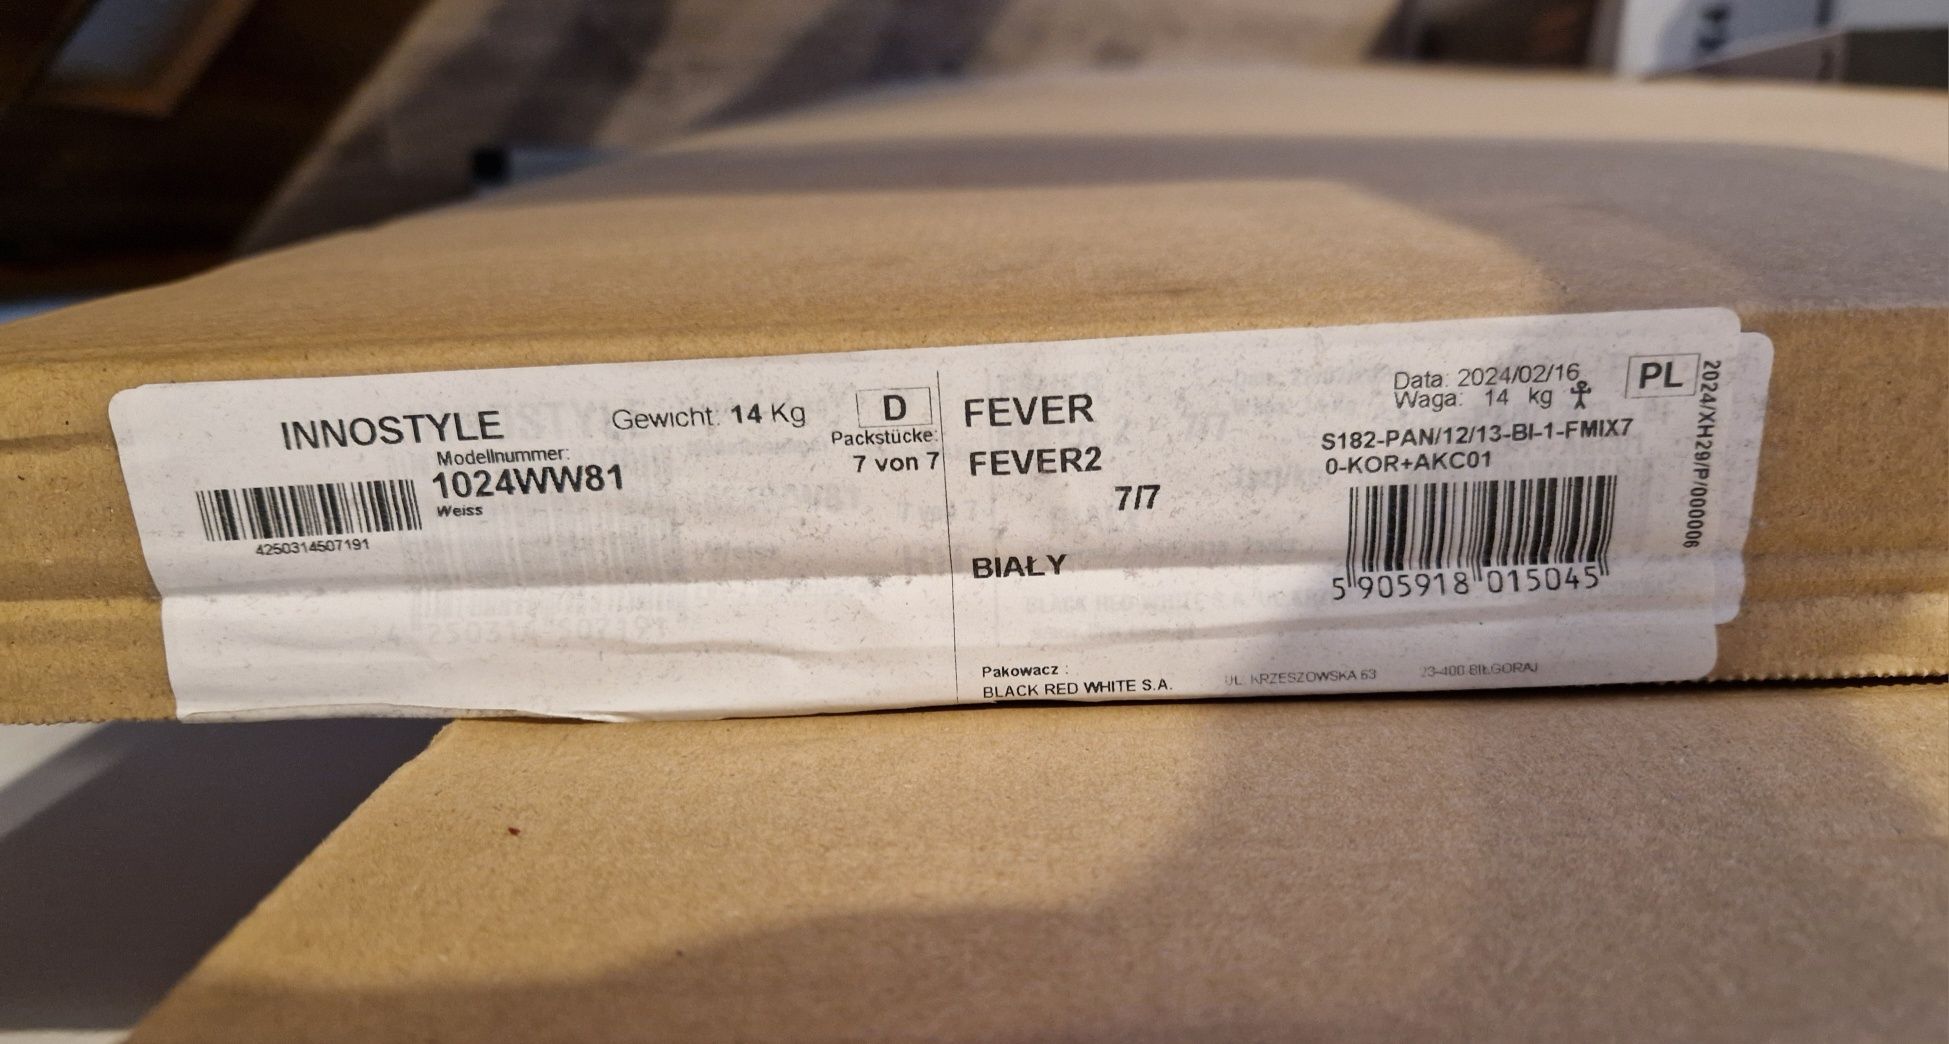 INNOSTYLE
Gewicht: 14 Kg
D
Packstücke:
7 von 7
Modellnummer:
1024WW81
Weiss
4250314507191
FEVER
FEVER2
7/7
BIAŁY
Data: 2024/02/16
Waga: 14 kg
PL
S182-PAN/12/13-BI-1-FMIX7
0-KOR+AKC01
5 905918 015045
2024/XH29/P/000006
Pakowacz :
BLACK RED WHITE S.A. UL. KRZESZOWSKA 63 23-400 BIŁGORAJ